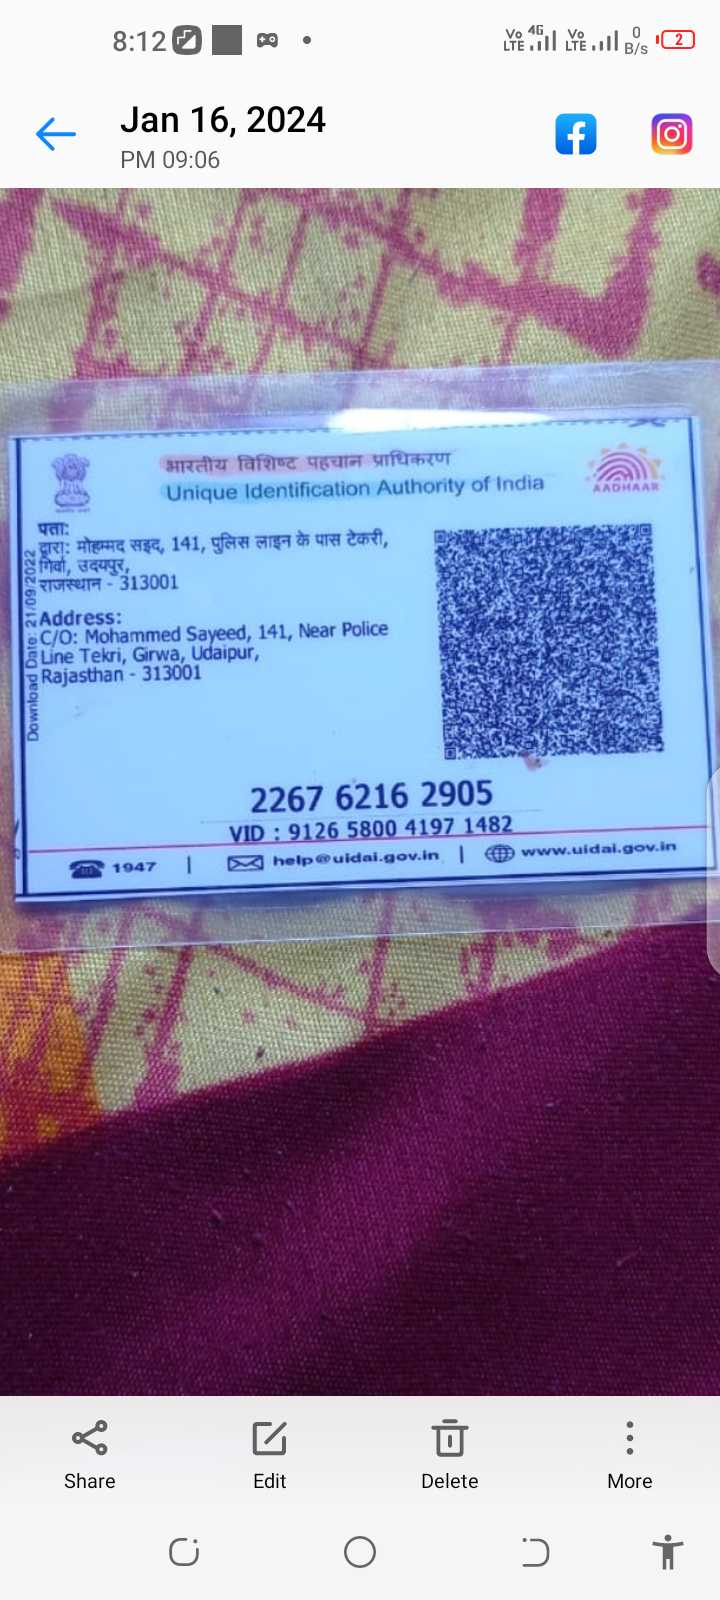 8:12
Vo LTE 4G Vo LTE 0 B/s 2
Jan 16, 2024
PM 09:06
भारतीय विशिष्ट पहचान प्राधिकरण
Unique Identification Authority of India
AADHAAR
पता:
द्वारा: मोहम्मद सइद, 141, पुलिस लाइन के पास टेकरी,
गिर्वा, उदयपुर,
राजस्थान - 313001
Address:
C/O: Mohammed Sayeed, 141, Near Police
Line Tekri, Girwa, Udaipur,
Rajasthan - 313001
Download Date: 21/09/2022
2267 6216 2905
VID : 9126 5800 4197 1482
1947 | help@uidai.gov.in | www.uidai.gov.in
Share Edit Delete More